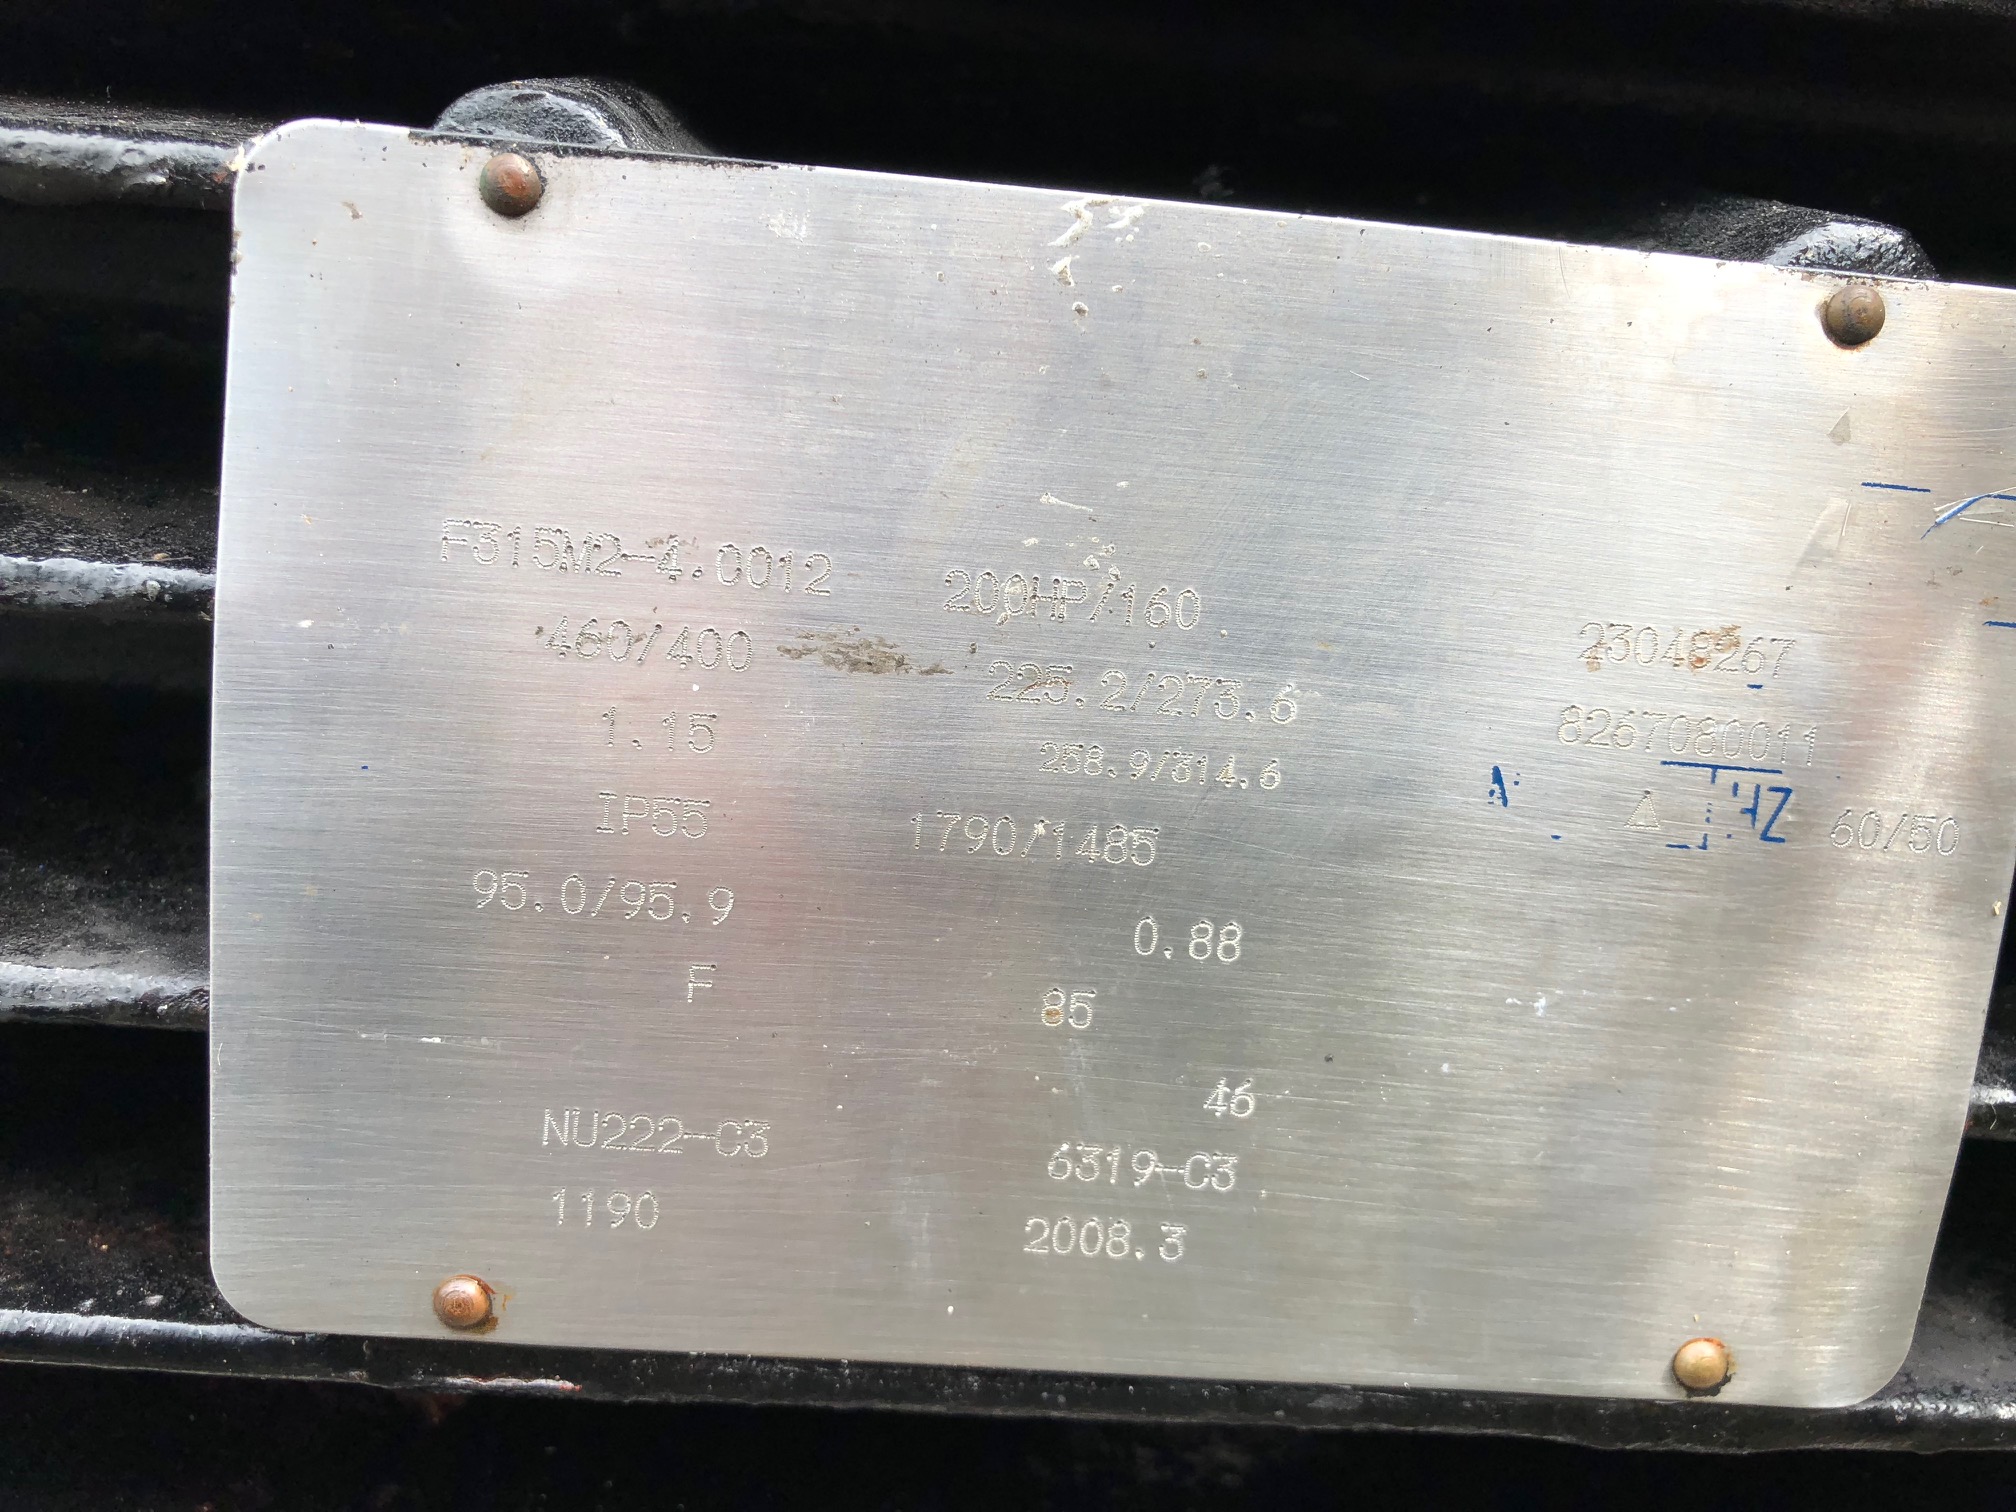 F315M2-4.0012 200HP/160 23048267
460/400 225.2/273.6 8267080011
1.15 258.9/314.6
IP55 1790/1485 Δ 60/50
95.0/95.9 0.88
F 85
46
NU222-C3 6319-C3
1190 2008.3